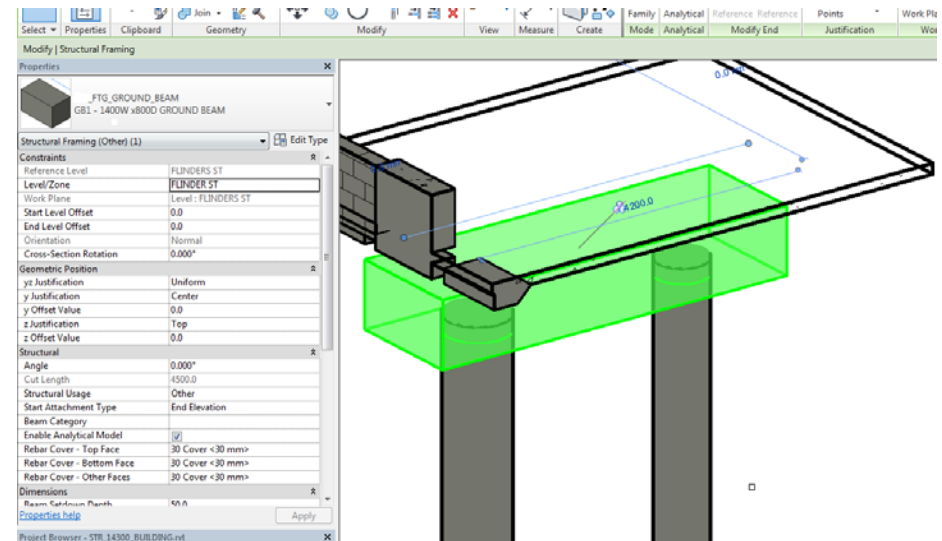 Join
Family Analytical Reference Reference Points Work Pla
Select Properties Clipboard Geometry Modify View Measure Create Mode Analytical Modify End Justification Wor
Modify | Structural Framing
Properties
_FTG_GROUND_BEAM
GB1 - 1400W x800D GROUND BEAM
Structural Framing (Other) (1) Edit Type
Constraints
Reference Level FLINDERS ST
Level/Zone FLINDER ST
Work Plane Level : FLINDERS ST
Start Level Offset 0.0
End Level Offset 0.0
Orientation Normal
Cross-Section Rotation 0.000°
Geometric Position
yz Justification Uniform
y Justification Center
y Offset Value 0.0
z Justification Top
z Offset Value 0.0
Structural
Angle 0.000°
Cut Length 4500.0
Structural Usage Other
Start Attachment Type End Elevation
Beam Category
Enable Analytical Model
Rebar Cover - Top Face 30 Cover <30 mm>
Rebar Cover - Bottom Face 30 Cover <30 mm>
Rebar Cover - Other Faces 30 Cover <30 mm>
Dimensions
Beam Setdown Depth 50.0
Properties help Apply
Project Browser - STR_14300_BUILDING.rvt
4200.0